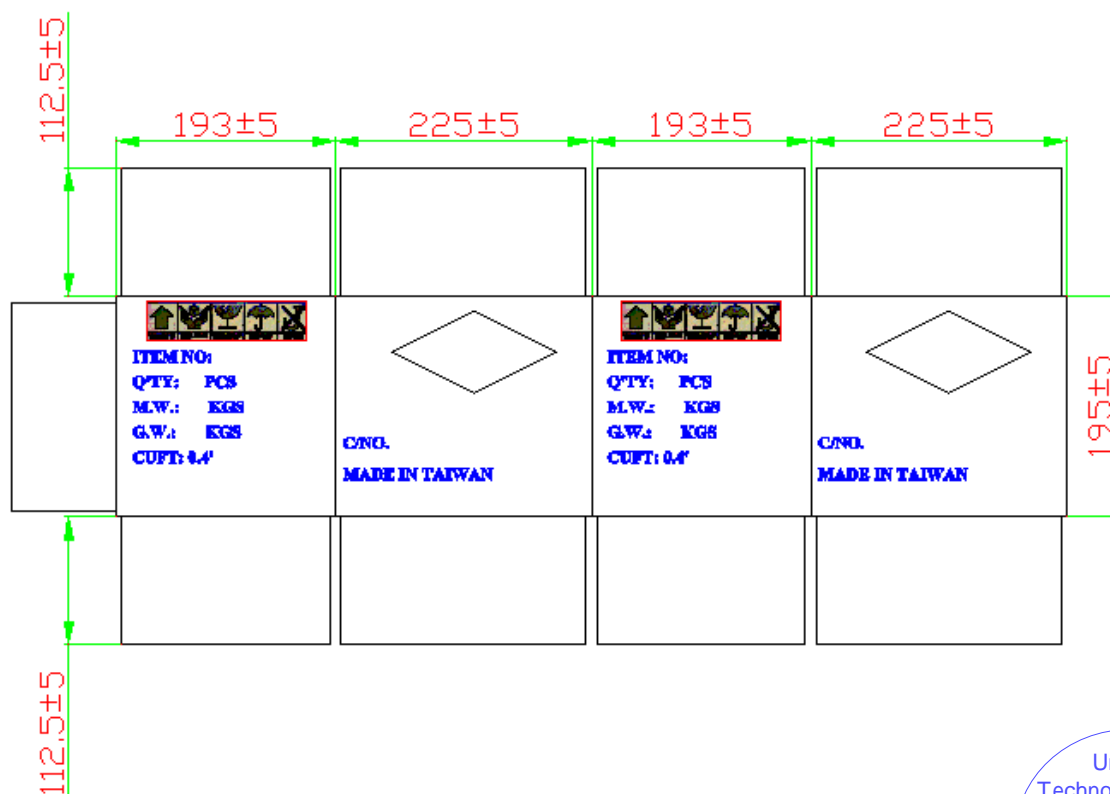 112,5±5
193±5
225±5
193±5
225±5
ITEM NO:
Q'TY: PCS
M.W.: KGS
G.W.: KGS
CUFT: 0.4'
C/NO.
MADE IN TAIWAN
ITEM NO:
Q'TY: PCS
M.W.: KGS
G.W.: KGS
CUFT: 0.4'
C/NO.
MADE IN TAIWAN
195±5
112,5±5